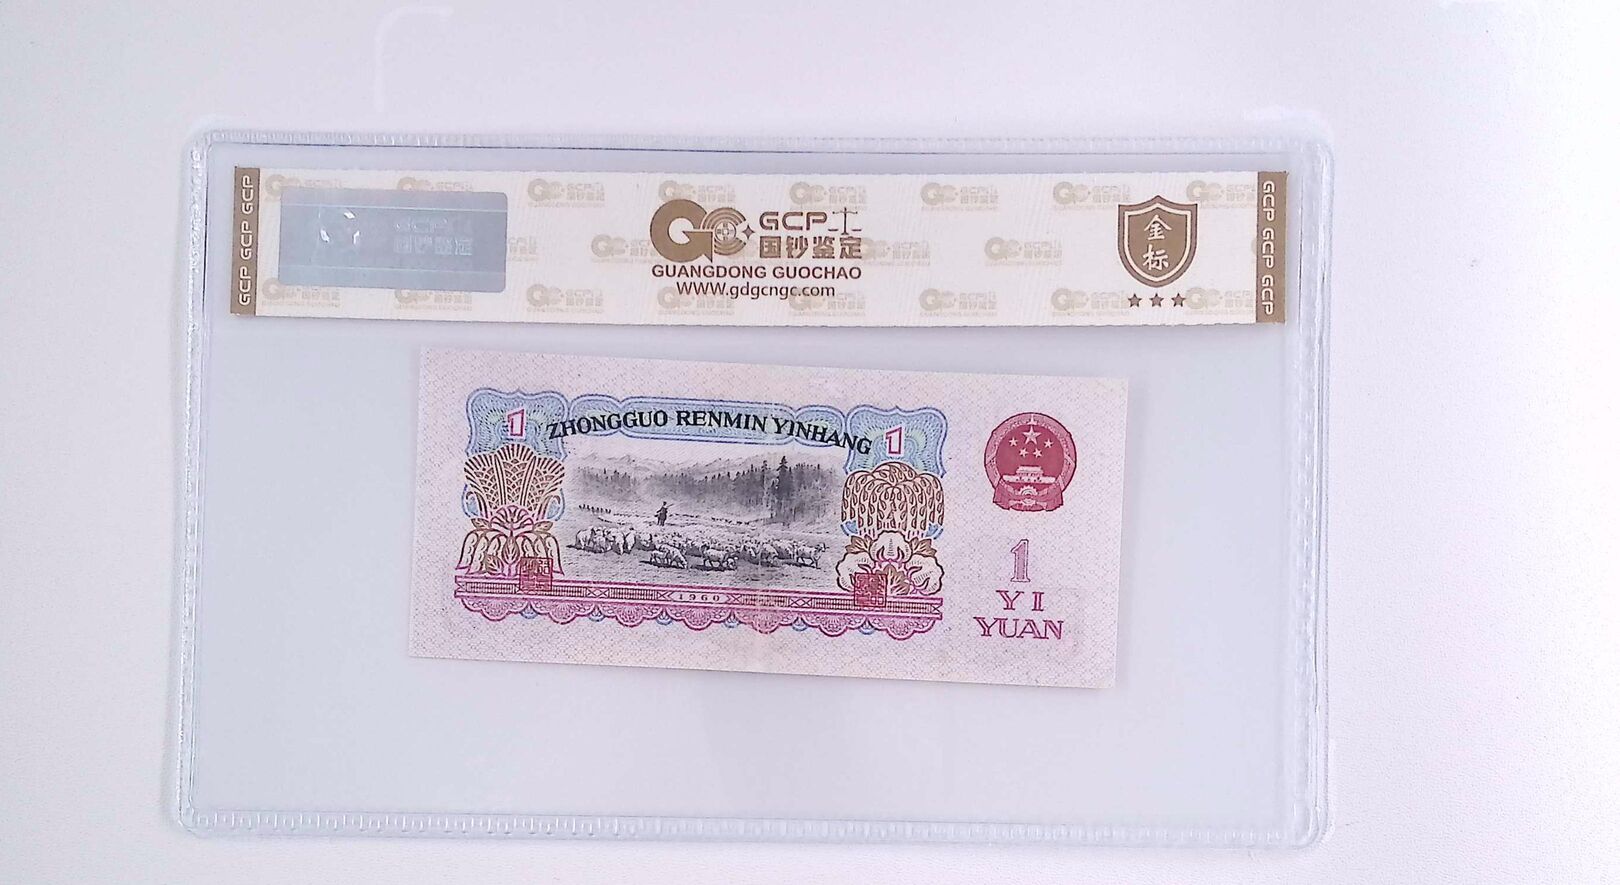 GCP GCP GCP
GC GCP
国钞鉴定
GUANGDONG GUOCHAO
WWW.gdgcngc.com
金标
GCP GCP GCP
1 ZHONGGUO RENMIN YINHANG 1
1960
1
YI
YUAN